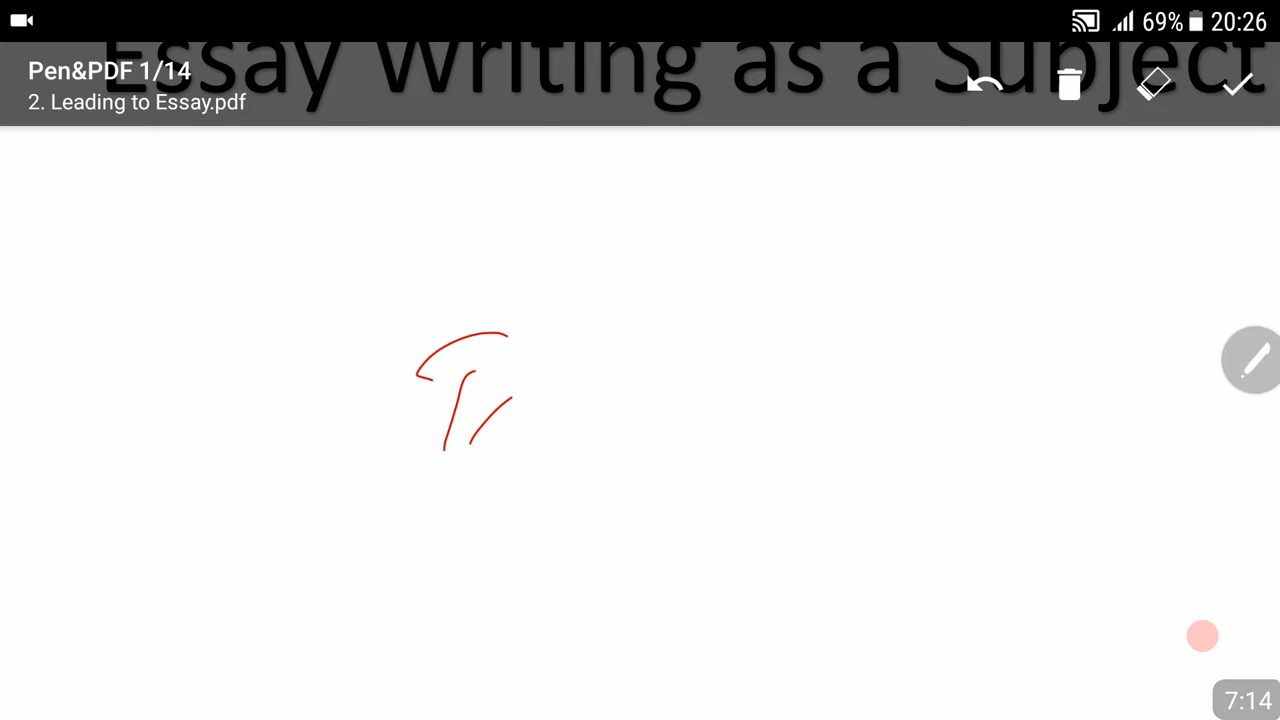 69% 20:26
Essay Writing as a Subject
Pen&PDF 1/14
2. Leading to Essay.pdf
7:14